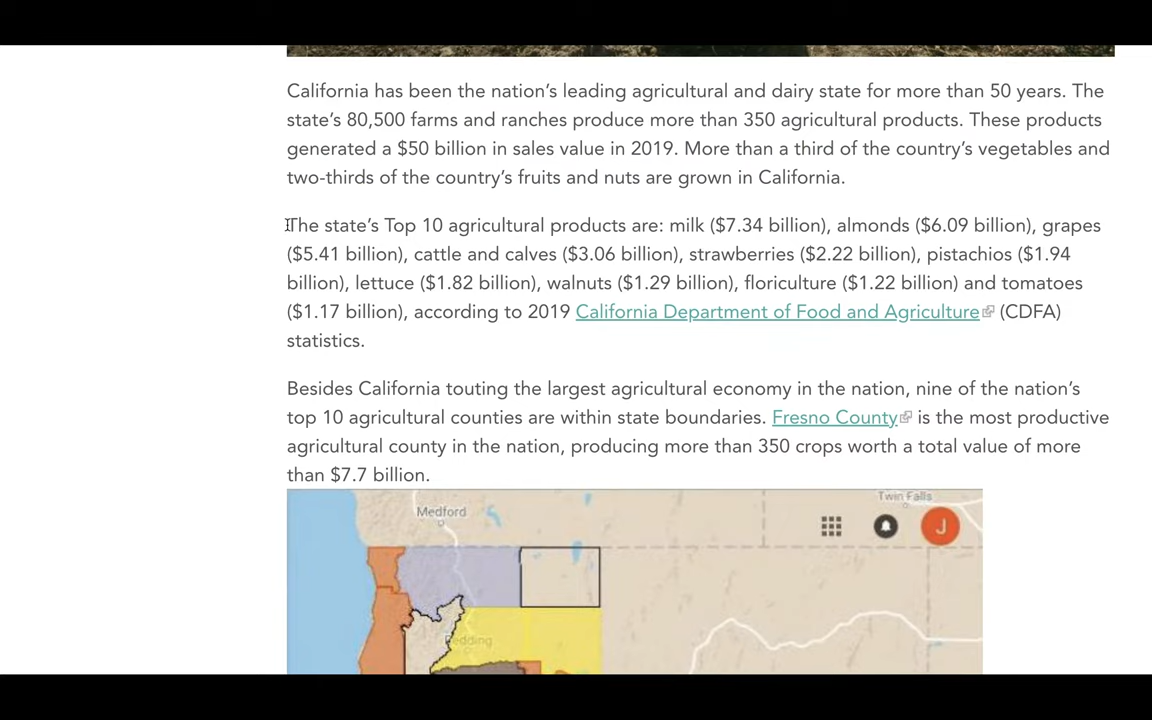 California has been the nation’s leading agricultural and dairy state for more than 50 years. The
state’s 80,500 farms and ranches produce more than 350 agricultural products. These products
generated a $50 billion in sales value in 2019. More than a third of the country’s vegetables and
two-thirds of the country’s fruits and nuts are grown in California.
The state’s Top 10 agricultural products are: milk ($7.34 billion), almonds ($6.09 billion), grapes
($5.41 billion), cattle and calves ($3.06 billion), strawberries ($2.22 billion), pistachios ($1.94
billion), lettuce ($1.82 billion), walnuts ($1.29 billion), floriculture ($1.22 billion) and tomatoes
($1.17 billion), according to 2019 California Department of Food and Agriculture (CDFA)
statistics.
Besides California touting the largest agricultural economy in the nation, nine of the nation’s
top 10 agricultural counties are within state boundaries. Fresno County is the most productive
agricultural county in the nation, producing more than 350 crops worth a total value of more
than $7.7 billion.
Twin Falls
Medford
J
Redding